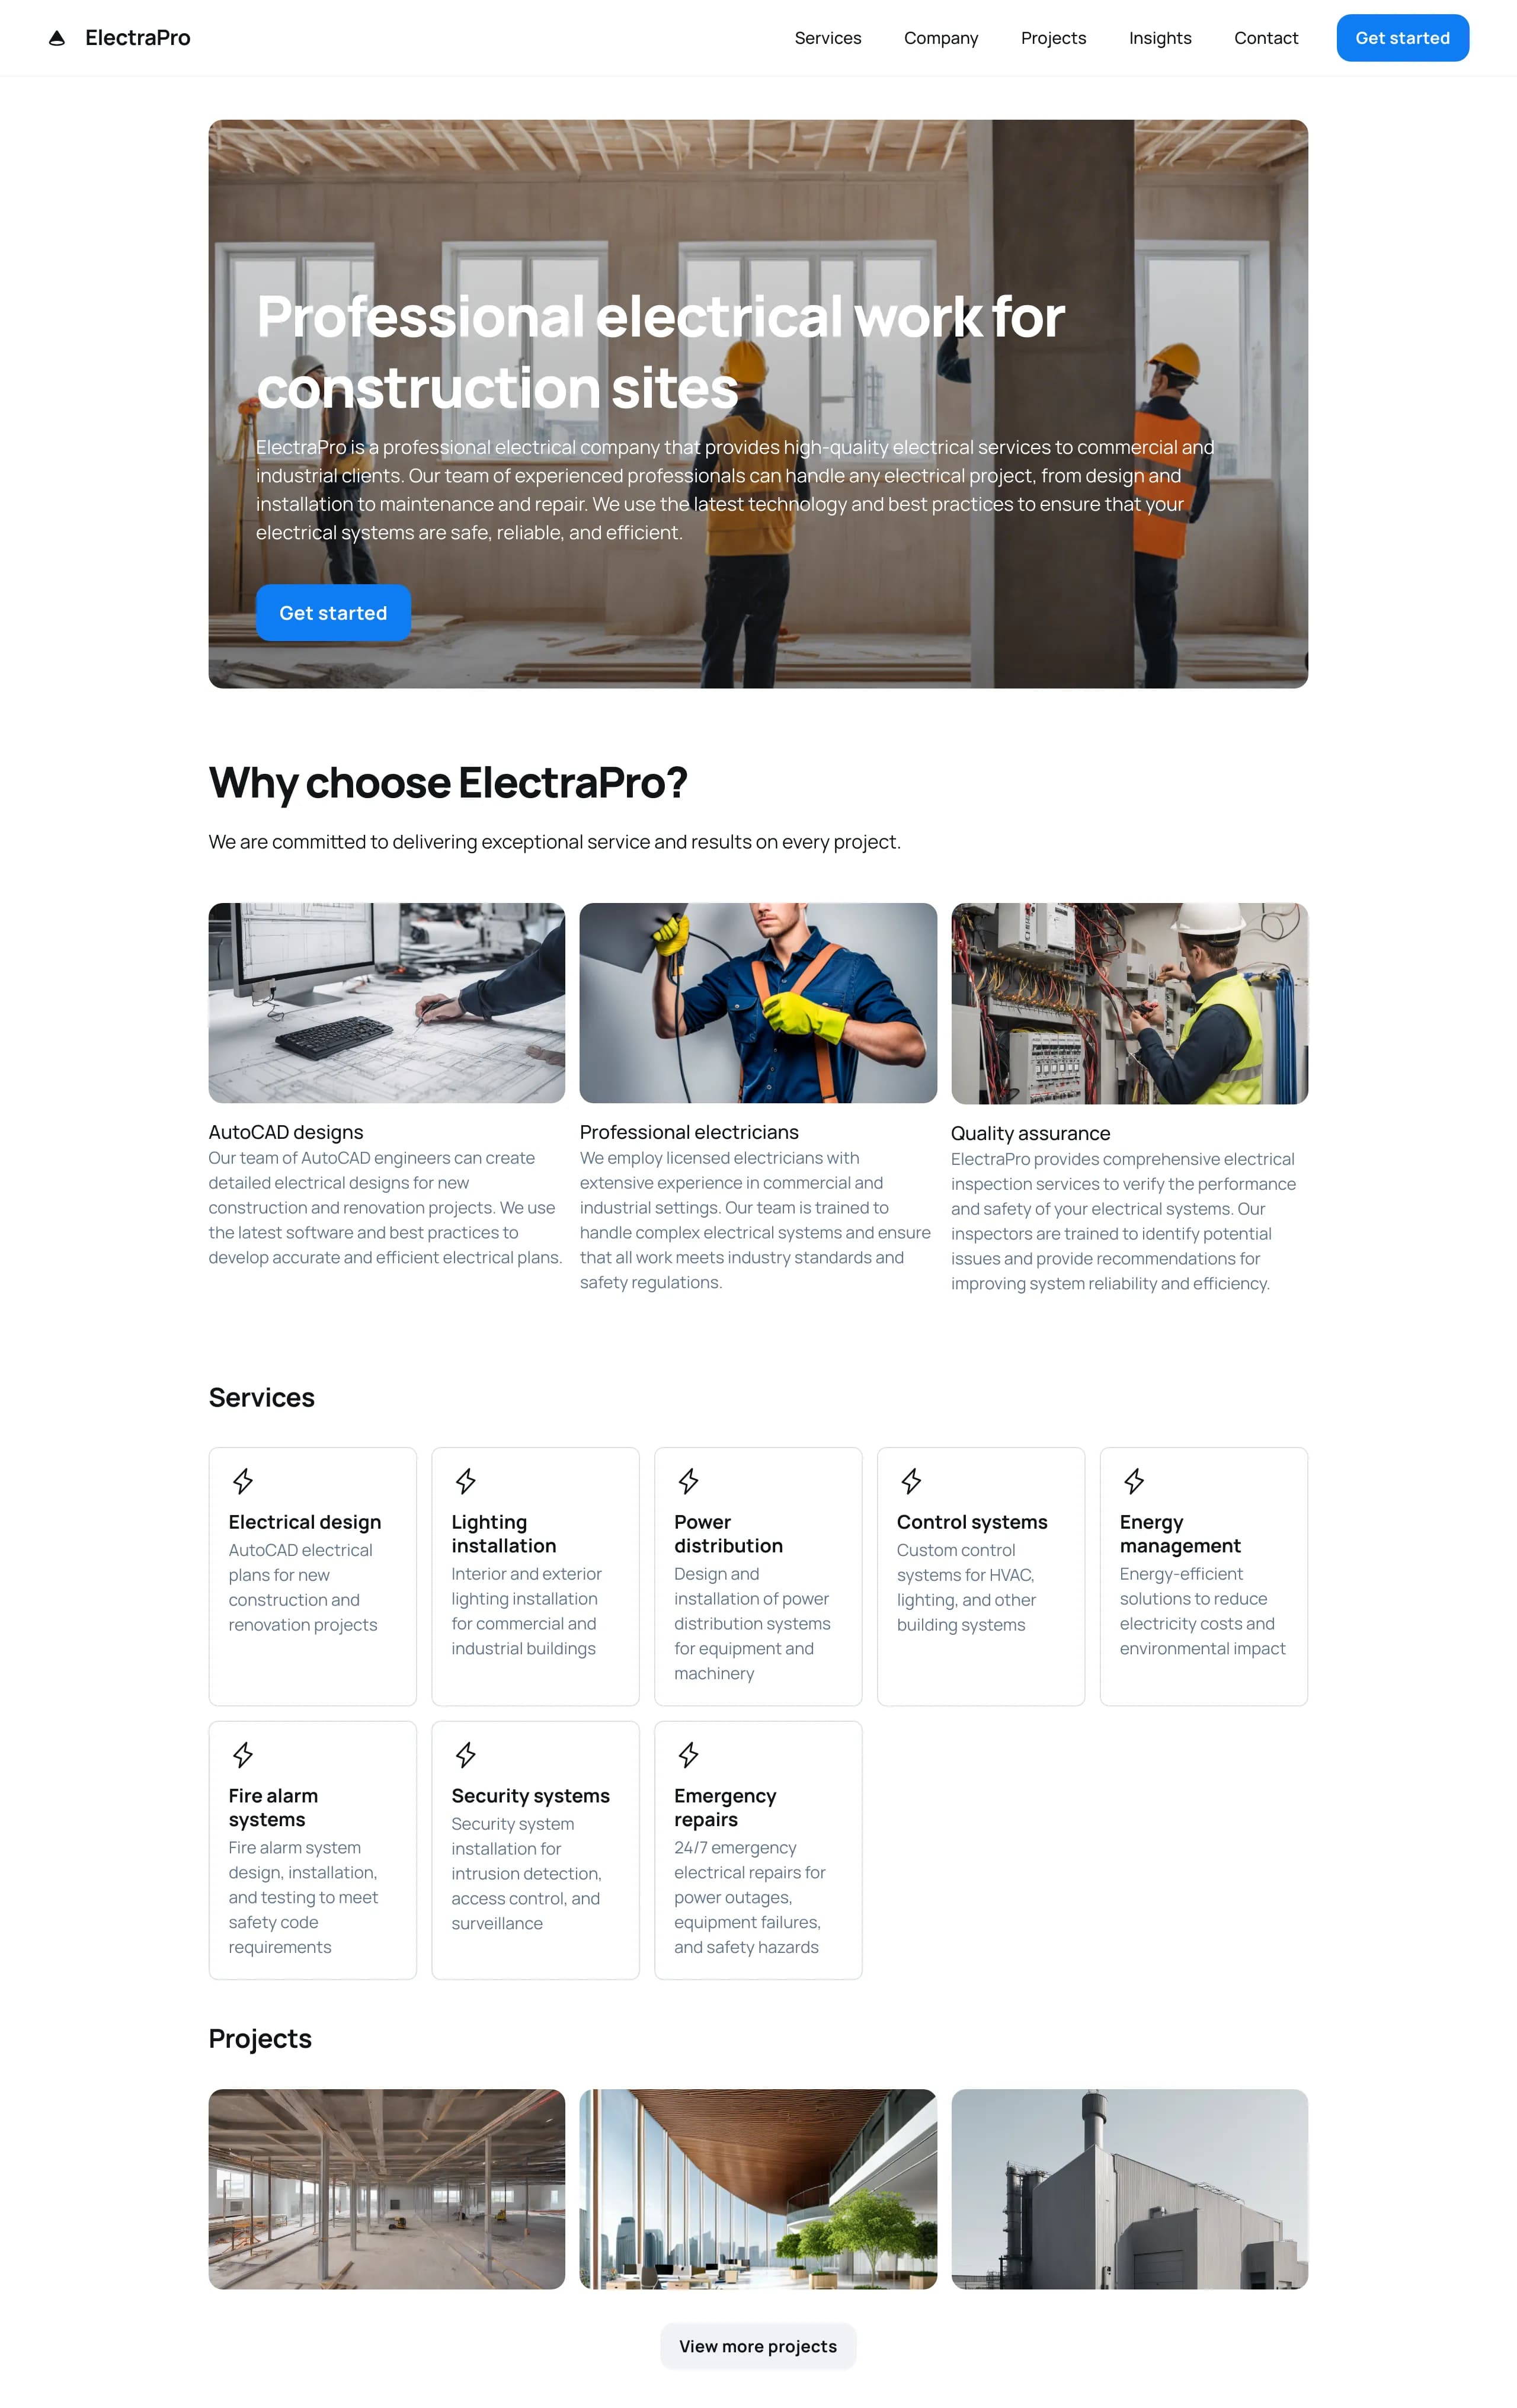 ElectraPro
Services
Company
Projects
Insights
Contact
Get started
Professional electrical work for
construction sites
ElectraPro is a professional electrical company that provides high-quality electrical services to commercial and
industrial clients. Our team of experienced professionals can handle any electrical project, from design and
installation to maintenance and repair. We use the latest technology and best practices to ensure that your
electrical systems are safe, reliable, and efficient.
Get started
Why choose ElectraPro?
We are committed to delivering exceptional service and results on every project.
AutoCAD designs
Our team of AutoCAD engineers can create
detailed electrical designs for new
construction and renovation projects. We use
the latest software and best practices to
develop accurate and efficient electrical plans.
Professional electricians
We employ licensed electricians with
extensive experience in commercial and
industrial settings. Our team is trained to
handle complex electrical systems and ensure
that all work meets industry standards and
safety regulations.
Quality assurance
ElectraPro provides comprehensive electrical
inspection services to verify the performance
and safety of your electrical systems. Our
inspectors are trained to identify potential
issues and provide recommendations for
improving system reliability and efficiency.
Services
Electrical design
AutoCAD electrical
plans for new
construction and
renovation projects
Lighting
installation
Interior and exterior
lighting installation
for commercial and
industrial buildings
Power
distribution
Design and
installation of power
distribution systems
for equipment and
machinery
Control systems
Custom control
systems for HVAC,
lighting, and other
building systems
Energy
management
Energy-efficient
solutions to reduce
electricity costs and
environmental impact
Fire alarm
systems
Fire alarm system
design, installation,
and testing to meet
safety code
requirements
Security systems
Security system
installation for
intrusion detection,
access control, and
surveillance
Emergency
repairs
24/7 emergency
electrical repairs for
power outages,
equipment failures,
and safety hazards
Projects
View more projects